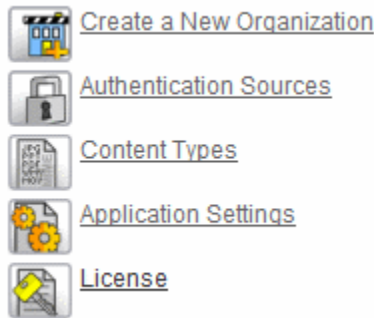 Create a New Organization
Authentication Sources
Content Types
Application Settings
License